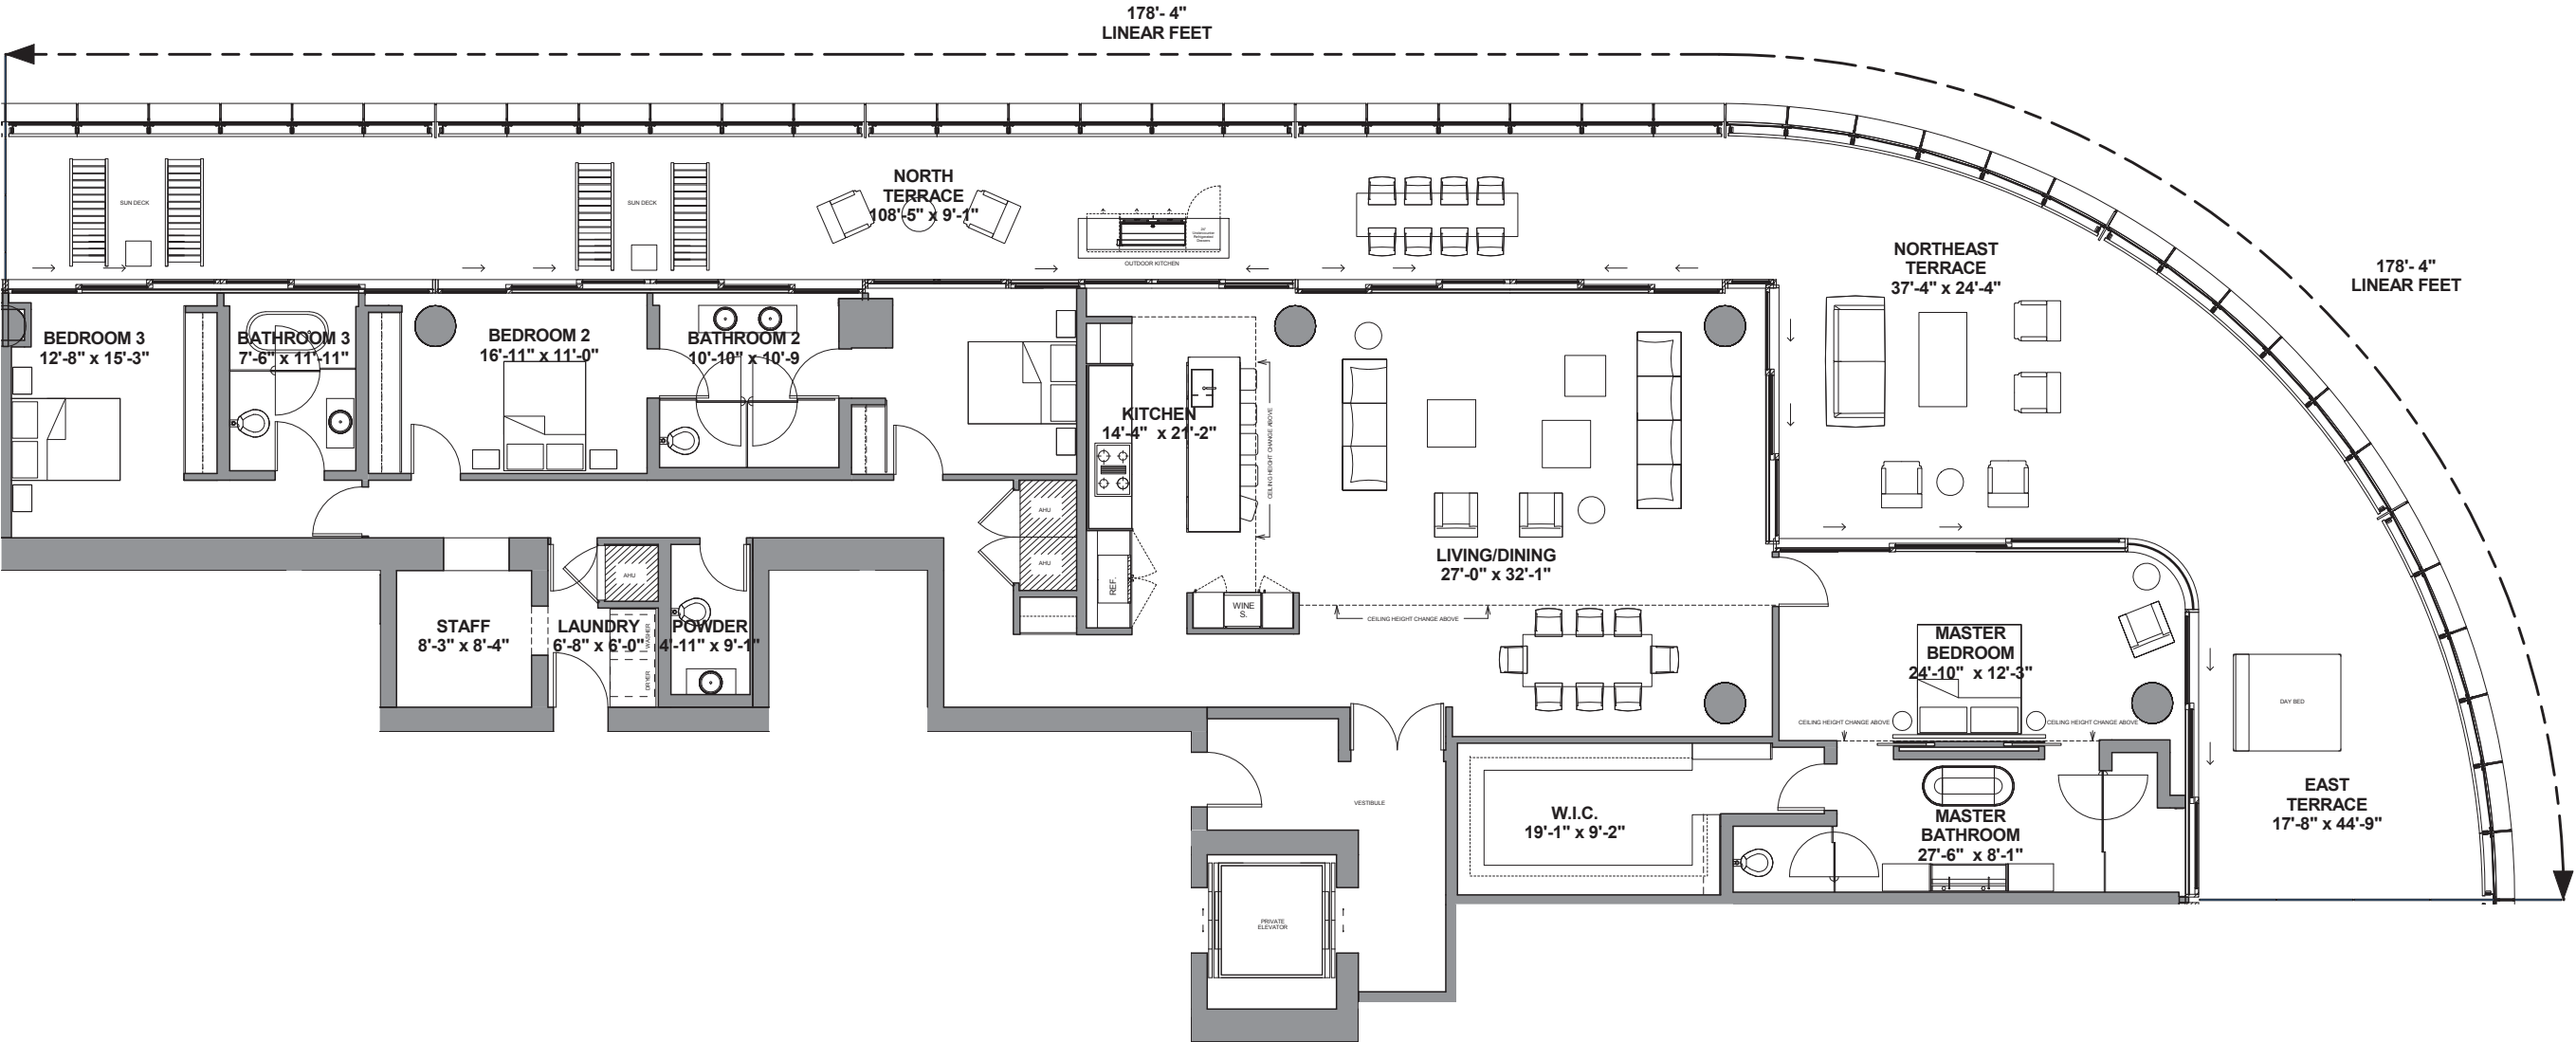 178'- 4"
LINEAR FEET
NORTH
TERRACE
108'-5" x 9'-1"
SUN DECK
SUN DECK
OUTDOOR KITCHEN
NORTHEAST
TERRACE
37'-4" x 24'-4"
178'- 4"
LINEAR FEET
BEDROOM 3
12'-8" x 15'-3"
BATHROOM 3
7'-6" x 11'-11"
BEDROOM 2
16'-11" x 11'-0"
BATHROOM 2
10'-10" x 10'-9
KITCHEN
14'-4" x 21'-2"
CEILING HEIGHT CHANGE ABOVE
AHU
AHU
AHU
REF.
WINE
S.
LIVING/DINING
27'-0" x 32'-1"
CEILING HEIGHT CHANGE ABOVE
STAFF
8'-3" x 8'-4"
LAUNDRY
6'-8" x 6'-0"
WASHER
DRYER
POWDER
4'-11" x 9'-1"
MASTER
BEDROOM
24'-10" x 12'-3"
CEILING HEIGHT CHANGE ABOVE
CEILING HEIGHT CHANGE ABOVE
DAY BED
EAST
TERRACE
17'-8" x 44'-9"
VESTIBULE
W.I.C.
19'-1" x 9'-2"
MASTER
BATHROOM
27'-6" x 8'-1"
PRIVATE
ELEVATOR